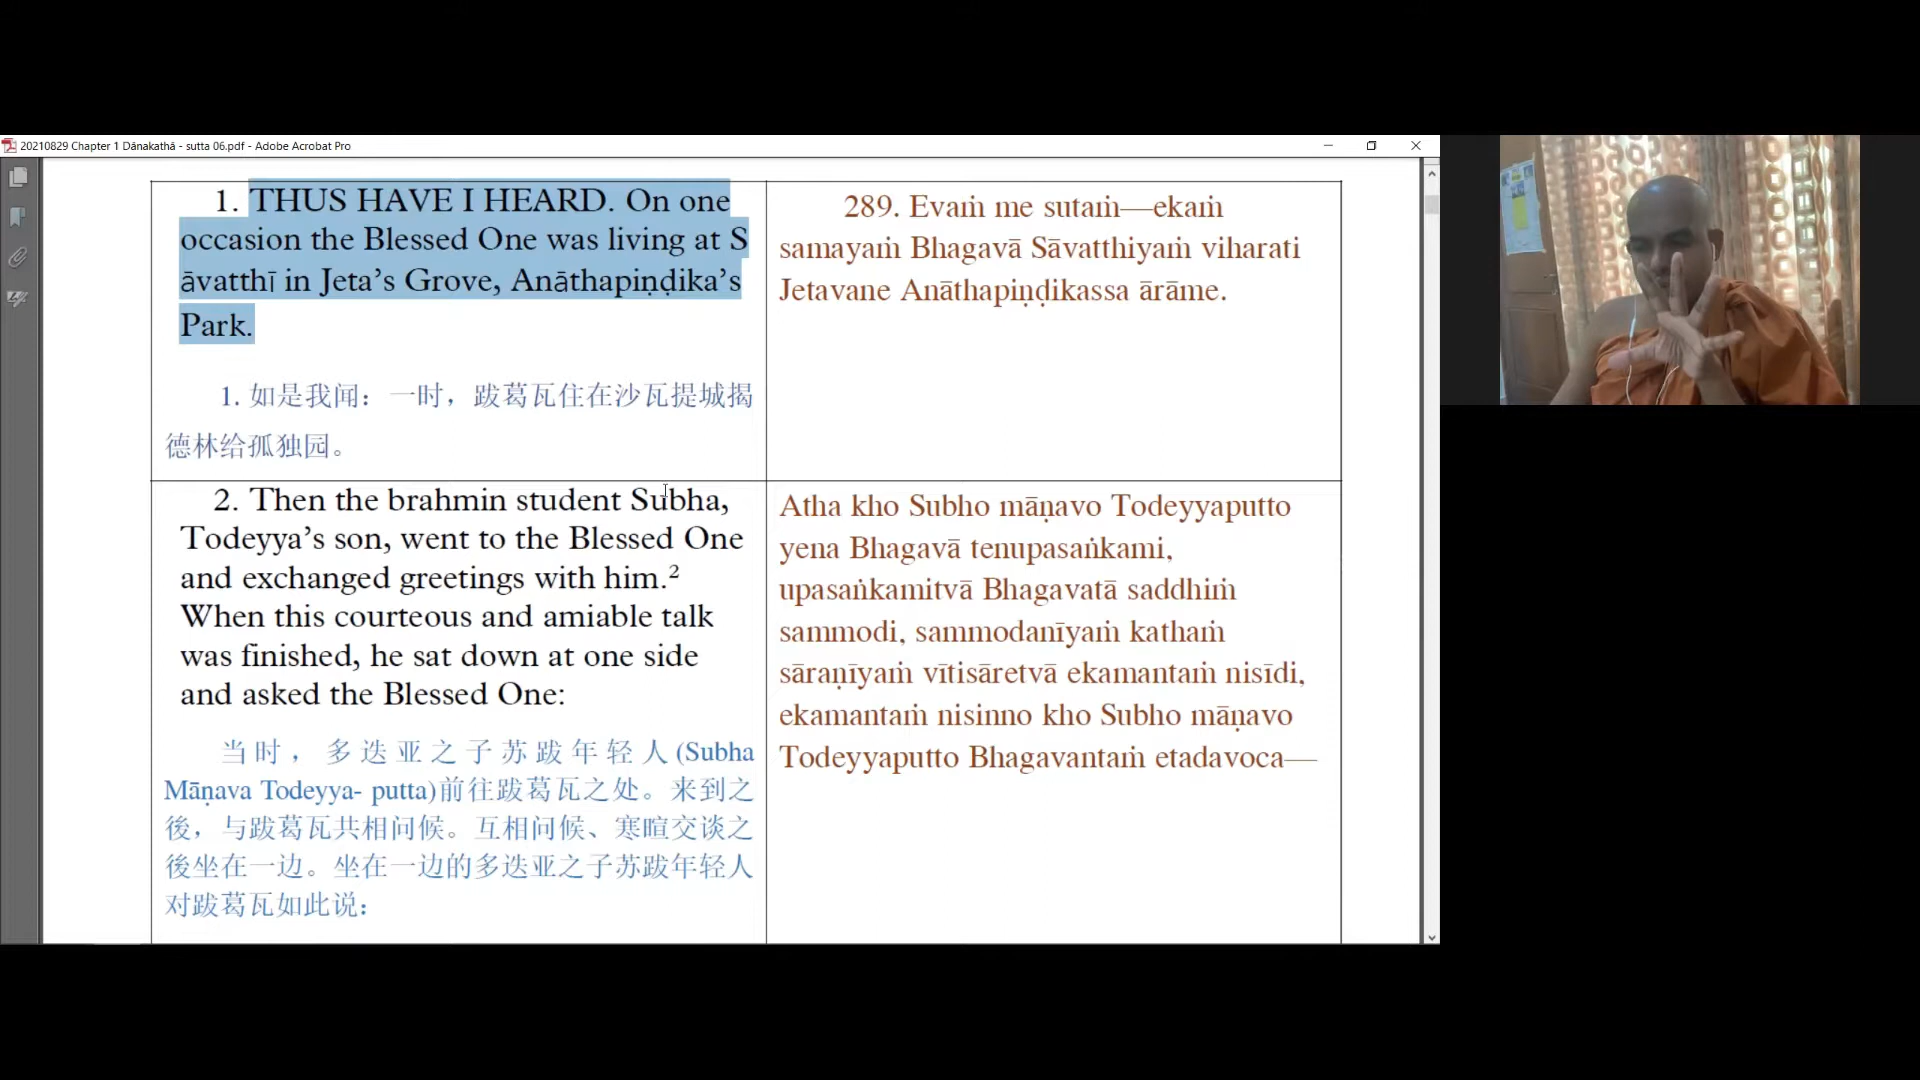 20210829 Chapter 1 Dānakathā - sutta 06.pdf - Adobe Acrobat Pro
1. THUS HAVE I HEARD. On one
occasion the Blessed One was living at S
āvatthī in Jeta’s Grove, Anāthapiṇḍika’s
Park.
1. 如是我闻：一时，跋葛瓦住在沙瓦提城揭
德林给孤独园。
289. Evaṁ me sutaṁ—ekaṁ
samayaṁ Bhagavā Sāvatthiyaṁ viharati
Jetavane Anāthapiṇḍikassa ārāme.
2. Then the brahmin student Subha,
Todeyya’s son, went to the Blessed One
and exchanged greetings with him.²
When this courteous and amiable talk
was finished, he sat down at one side
and asked the Blessed One:
当时，多迭亚之子苏跋年轻人(Subha
Māṇava Todeyya- putta)前往跋葛瓦之处。来到之
後，与跋葛瓦共相问候。互相问候、寒暄交谈之
後坐在一边。坐在一边的多迭亚之子苏跋年轻人
对跋葛瓦如此说：
Atha kho Subho māṇavo Todeyyaputto
yena Bhagavā tenupasaṅkami,
upasaṅkamitvā Bhagavatā saddhiṁ
sammodi, sammodanīyaṁ kathaṁ
sāraṇīyaṁ vītisāretvā ekamantaṁ nisīdi,
ekamantaṁ nisinno kho Subho māṇavo
Todeyyaputto Bhagavantaṁ etadavoca—